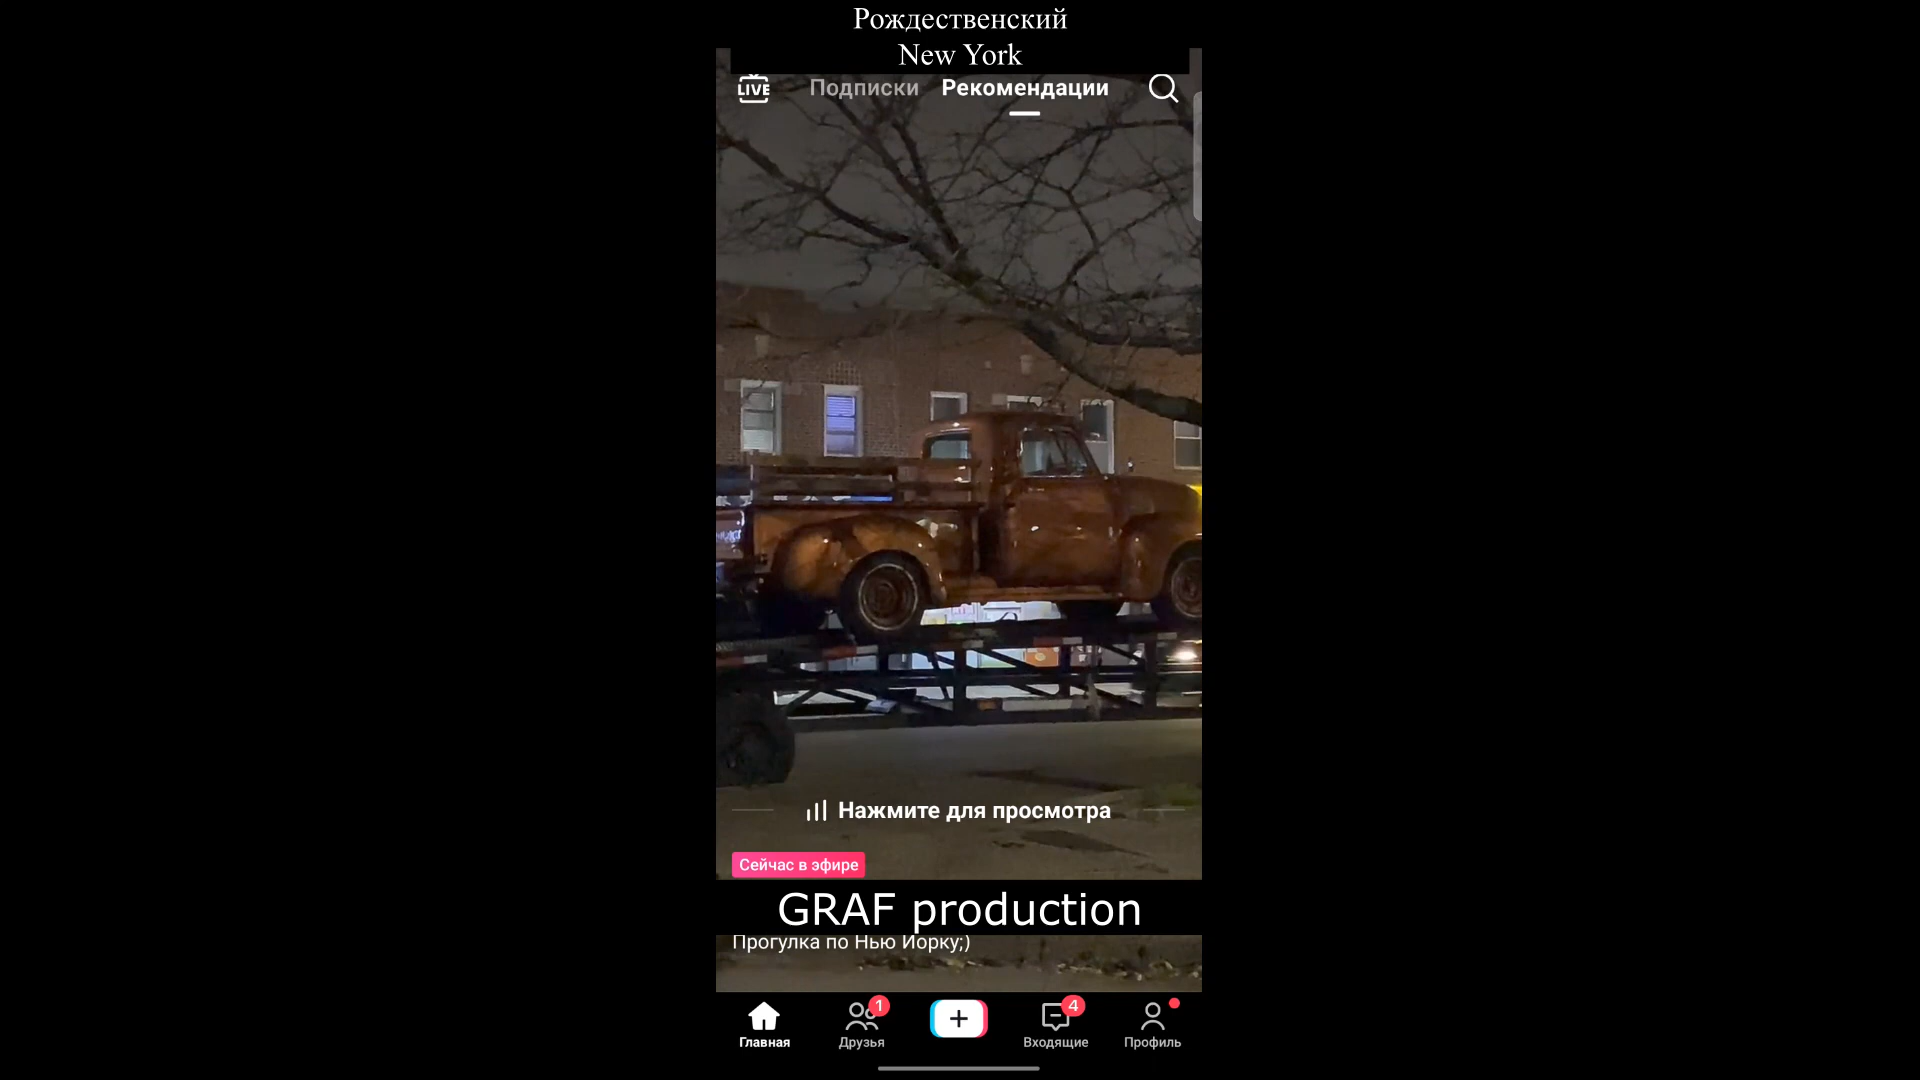 Рождественский
New York
LIVE
Подписки Рекомендации
Нажмите для просмотра
Сейчас в эфире
GRAF production
Прогулка по Нью Йорку;)
1
4
Главная Друзья Входящие Профиль